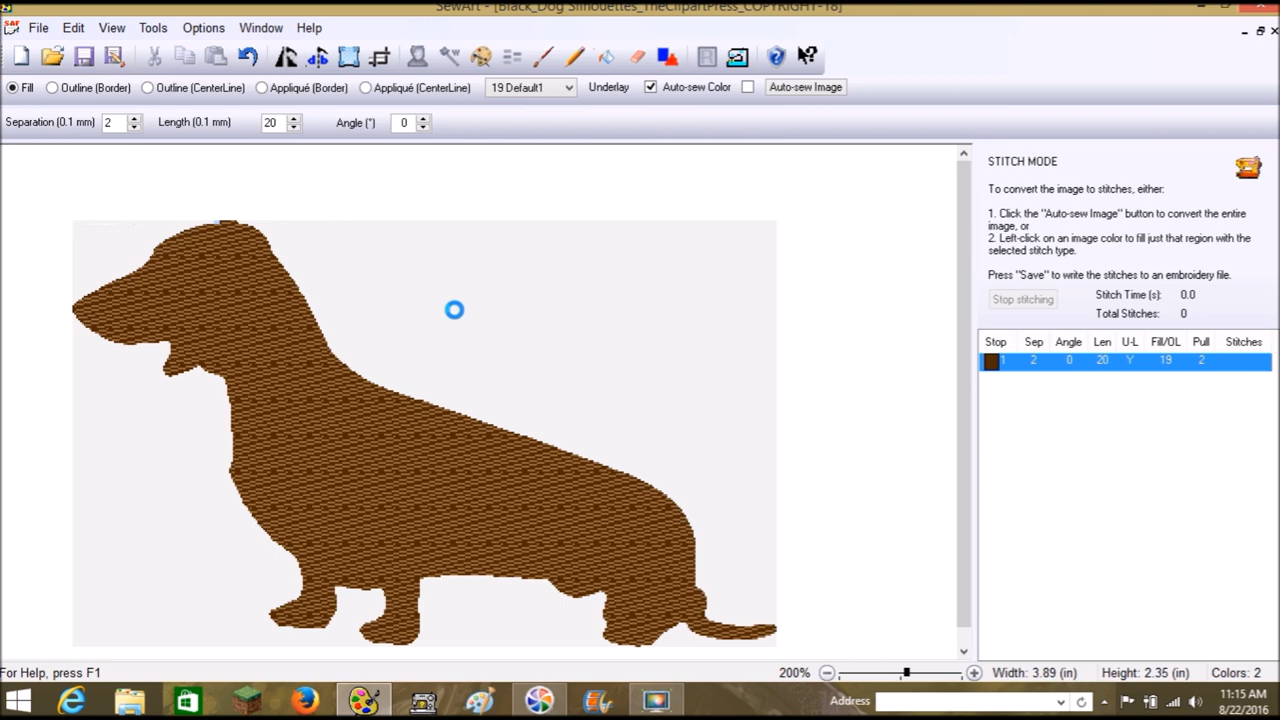 SewArt - [Black_Dog Silhouettes_TheClipartPress_COPYRIGHT-18]
File Edit View Tools Options Window Help
Fill Outline (Border) Outline (CenterLine) Appliqué (Border) Appliqué (CenterLine) 19 Default1 Underlay Auto-sew Color Auto-sew Image
Separation (0.1 mm) 2 Length (0.1 mm) 20 Angle (°) 0
STITCH MODE
To convert the image to stitches, either:
1. Click the "Auto-sew Image" button to convert the entire
image, or
2. Left-click on an image color to fill just that region with the
selected stitch type.
Press "Save" to write the stitches to an embroidery file.
Stop stitching Stitch Time (s): 0.0
Total Stitches: 0
Stop Sep Angle Len U-L Fill/OL Pull Stitches
1 2 0 20 Y 19 2
For Help, press F1 200% Width: 3.89 (in) Height: 2.35 (in) Colors: 2
Address 11:15 AM
8/22/2016